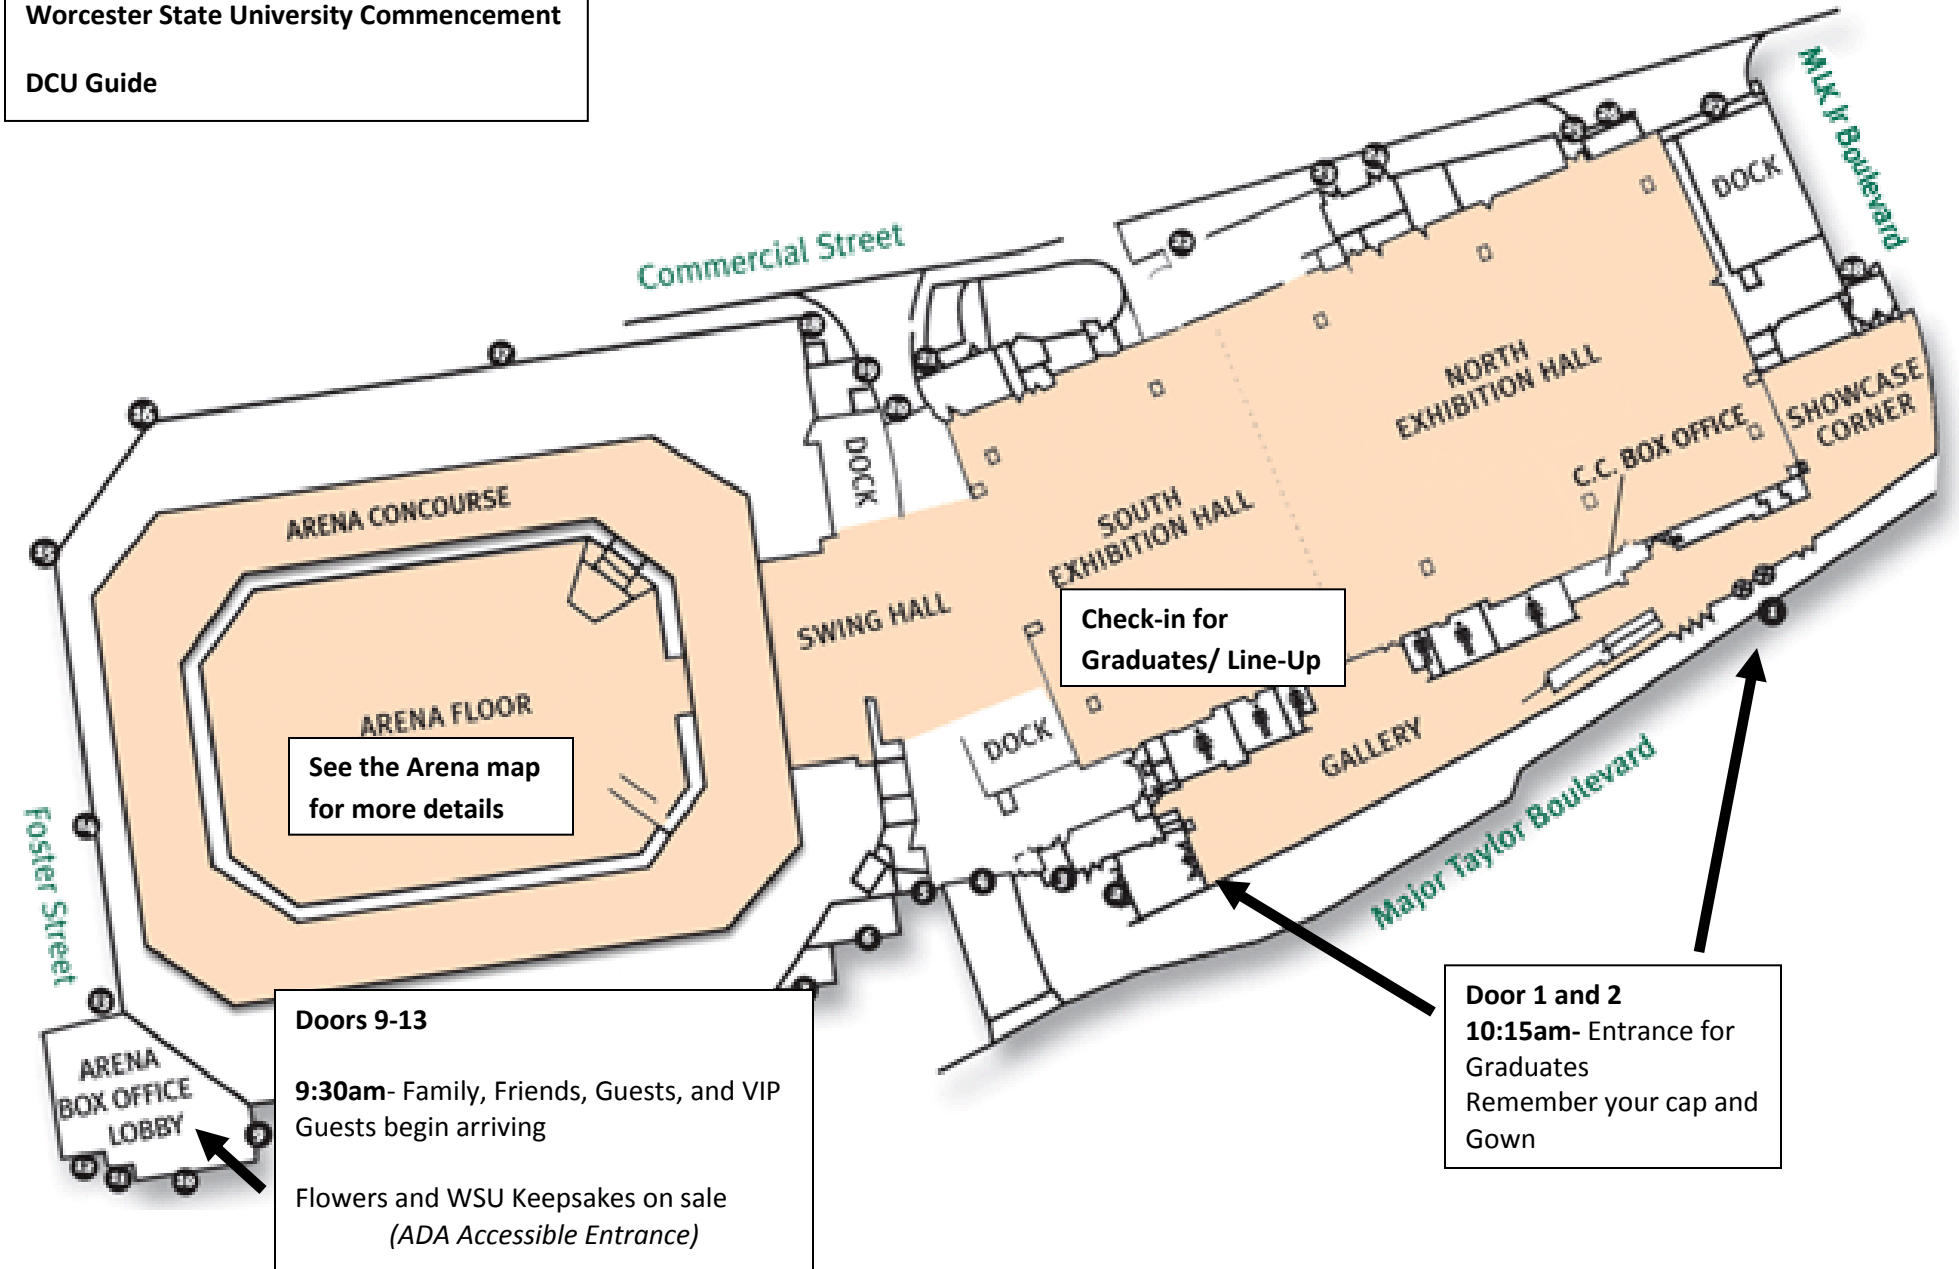 Worcester State University Commencement
DCU Guide
MLK Jr Boulevard
DOCK
Commercial Street
NORTH
EXHIBITION HALL
SHOWCASE
CORNER
C.C. BOX OFFICE
DOCK
ARENA CONCOURSE
SOUTH
EXHIBITION HALL
SWING HALL
Check-in for
Graduates/ Line-Up
ARENA FLOOR
See the Arena map
for more details
DOCK
GALLERY
Major Taylor Boulevard
Foster Street
Door 1 and 2
10:15am- Entrance for
Graduates
Remember your cap and
Gown
ARENA
BOX OFFICE
LOBBY
Doors 9-13
9:30am- Family, Friends, Guests, and VIP
Guests begin arriving
Flowers and WSU Keepsakes on sale
(ADA Accessible Entrance)